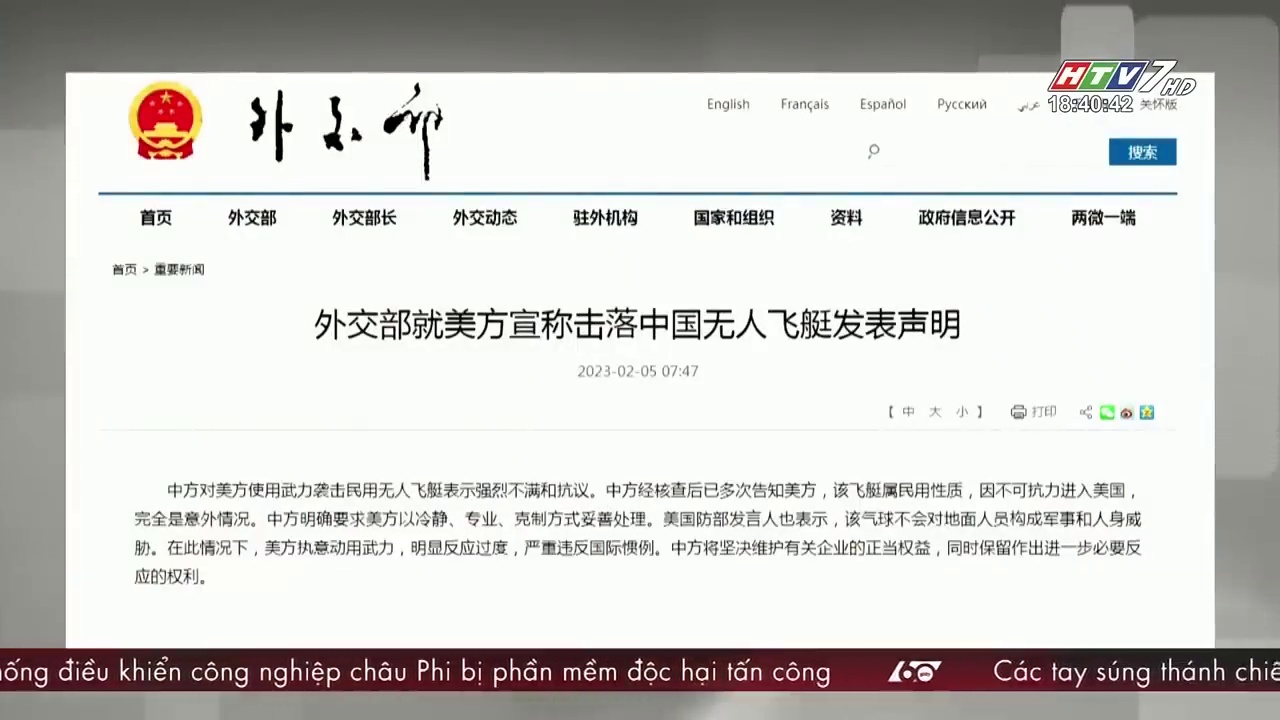 HTV7 HD
18:40:42
外交部
English Français Español Русский عربي 关怀版
搜索
首页 外交部 外交部长 外交动态 驻外机构 国家和组织 资料 政府信息公开 两微一端
首页 > 重要新闻
外交部就美方宣称击落中国无人飞艇发表声明
2023-02-05 07:47
【 中 大 小 】 打印
中方对美方使用武力袭击民用无人飞艇表示强烈不满和抗议。中方经核查后已多次告知美方，该飞艇属民用性质，因不可抗力进入美国，
完全是意外情况。中方明确要求美方以冷静、专业、克制方式妥善处理。美国国防部发言人也表示，该气球不会对地面人员构成军事和人身威
胁。在此情况下，美方执意动用武力，明显反应过度，严重违反国际惯例。中方将坚决维护有关企业的正当权益，同时保留作出进一步必要反
应的权利。
ống điều khiển công nghiệp châu Phi bị phần mềm độc hại tấn công 60 giây Các tay súng thánh chiế